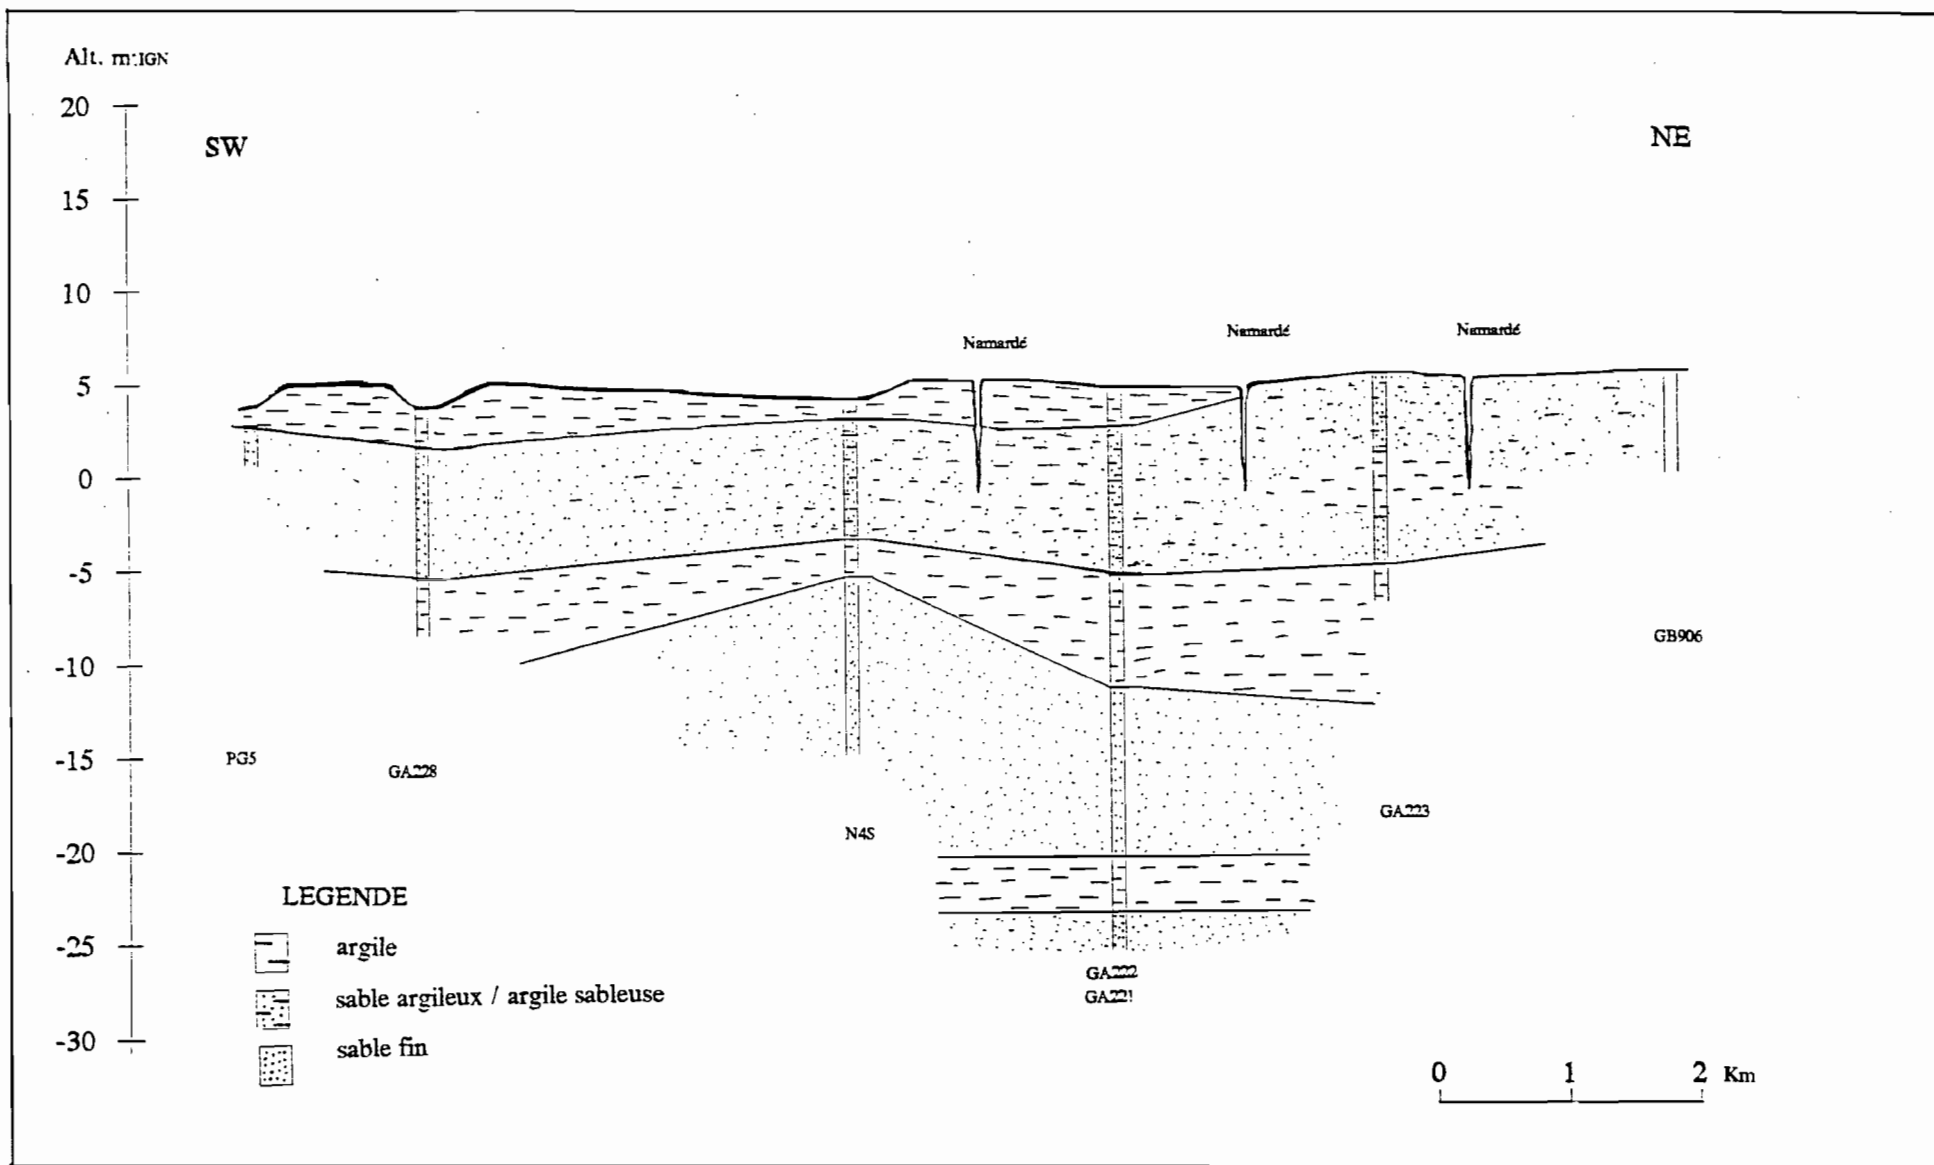 Alt. m:IGN
20
SW
NE
15
10
Namardé
Namardé
Namardé
5
0
-5
GB906
-10
PG5
GA228
-15
GA223
N4S
-20
LEGENDE
-25
argile
GA222
GA221
sable argileux / argile sableuse
-30
sable fin
0 1 2 Km